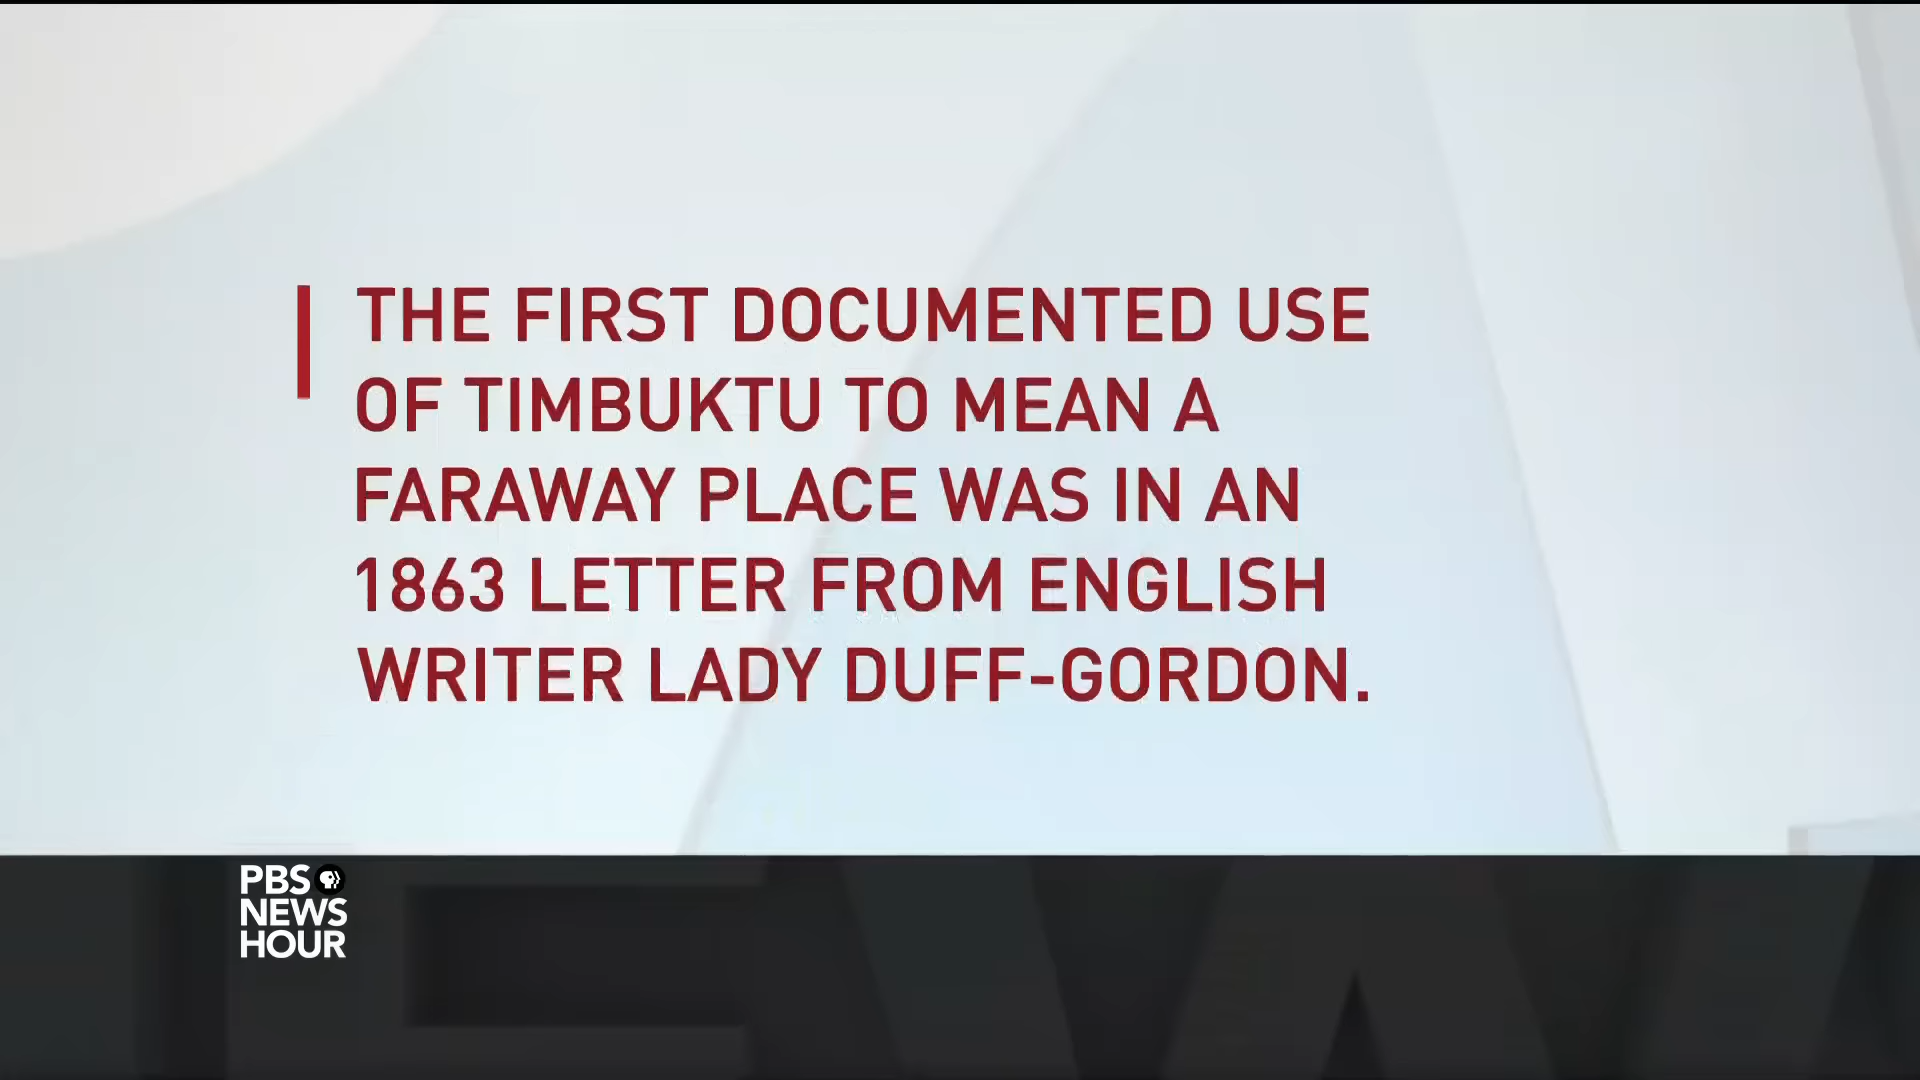 THE FIRST DOCUMENTED USE
OF TIMBUKTU TO MEAN A
FARAWAY PLACE WAS IN AN
1863 LETTER FROM ENGLISH
WRITER LADY DUFF-GORDON.
PBS
NEWS
HOUR